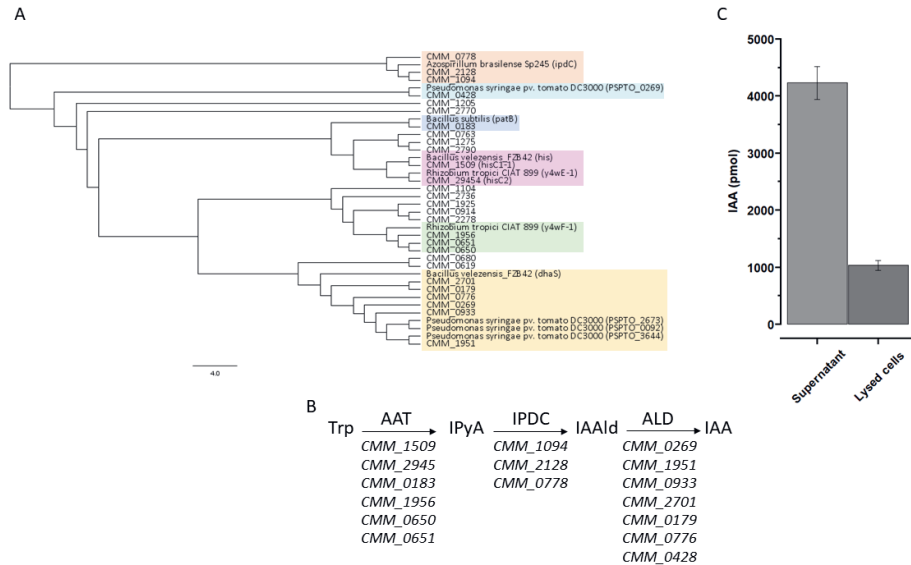 A
CMM_0778
Azospirillum brasilense Sp245 (ipdC)
CMM_2128
CMM_1094
Pseudomonas syringae pv. tomato DC3000 (PSPTO_0269)
CMM_0428
CMM_1205
CMM_2770
Bacillus subtilis (patB)
CMM_0183
CMM_0763
CMM_1275
CMM_2790
Bacillus velezensis_FZB42 (his)
CMM_1509 (hisC1-1)
Rhizobium tropici CIAT 899 (y4wE-1)
CMM_29454 (hisC2)
CMM_1104
CMM_2736
CMM_1925
CMM_0914
CMM_2278
Rhizobium tropici CIAT 899 (y4wF-1)
CMM_1956
CMM_0651
CMM_0650
CMM_0680
CMM_0619
Bacillus velezensis_FZB42 (dhaS)
CMM_2701
CMM_0179
CMM_0776
CMM_0269
CMM_0933
Pseudomonas syringae pv. tomato DC3000 (PSPTO_2673)
Pseudomonas syringae pv. tomato DC3000 (PSPTO_0092)
Pseudomonas syringae pv. tomato DC3000 (PSPTO_3644)
CMM_1951
4.0
C
5000
4000
3000
2000
1000
0
IAA (pmol)
Supernatant
Lysed cells
B
Trp AAT IPyA IPDC IAAld ALD IAA
CMM_1509 CMM_1094 CMM_0269
CMM_2945 CMM_2128 CMM_1951
CMM_0183 CMM_0778 CMM_0933
CMM_1956 CMM_2701
CMM_0650 CMM_0179
CMM_0651 CMM_0776
CMM_0428